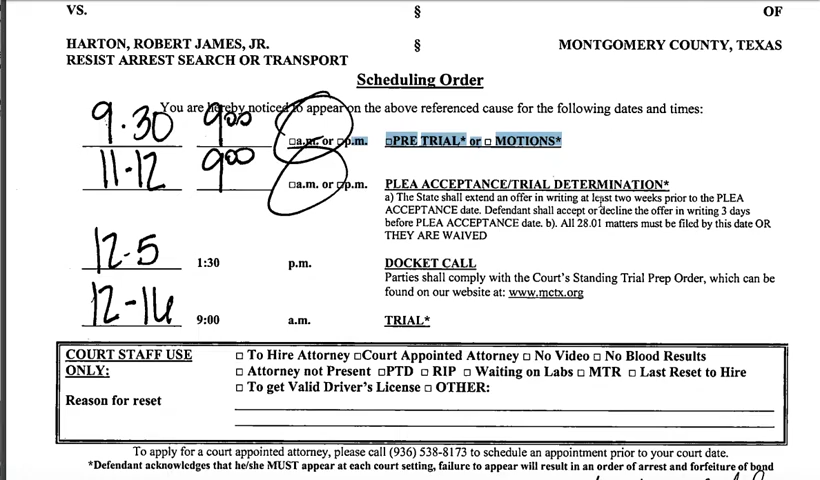 VS. § OF
HARTON, ROBERT JAMES, JR. § MONTGOMERY COUNTY, TEXAS
RESIST ARREST SEARCH OR TRANSPORT
Scheduling Order
You are hereby noticed to appear on the above referenced cause for the following dates and times:
9-30 9:00 □a.m. or □p.m. □PRE TRIAL* or □ MOTIONS*
11-12 9:00 □a.m. or □p.m. PLEA ACCEPTANCE/TRIAL DETERMINATION*
a) The State shall extend an offer in writing at least two weeks prior to the PLEA
ACCEPTANCE date. Defendant shall accept or decline the offer in writing 3 days
before PLEA ACCEPTANCE date. b). All 28.01 matters must be filed by this date OR
THEY ARE WAIVED
12-5 1:30 p.m. DOCKET CALL
Parties shall comply with the Court's Standing Trial Prep Order, which can be
found on our website at: www.mctx.org
12-16 9:00 a.m. TRIAL*
COURT STAFF USE □ To Hire Attorney □Court Appointed Attorney □ No Video □ No Blood Results
ONLY: □ Attorney not Present □PTD □ RIP □ Waiting on Labs □ MTR □ Last Reset to Hire
□ To get Valid Driver's License □ OTHER:
Reason for reset
To apply for a court appointed attorney, please call (936) 538-8173 to schedule an appointment prior to your court date.
*Defendant acknowledges that he/she MUST appear at each court setting, failure to appear will result in an order of arrest and forfeiture of bond